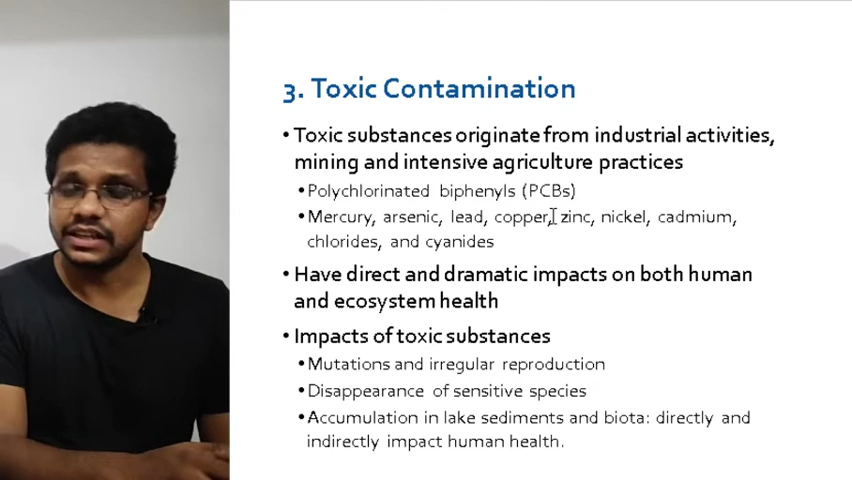 3. Toxic Contamination
• Toxic substances originate from industrial activities,
mining and intensive agriculture practices
• Polychlorinated biphenyls (PCBs)
• Mercury, arsenic, lead, copper, zinc, nickel, cadmium,
chlorides, and cyanides
• Have direct and dramatic impacts on both human
and ecosystem health
• Impacts of toxic substances
• Mutations and irregular reproduction
• Disappearance of sensitive species
• Accumulation in lake sediments and biota: directly and
indirectly impact human health.